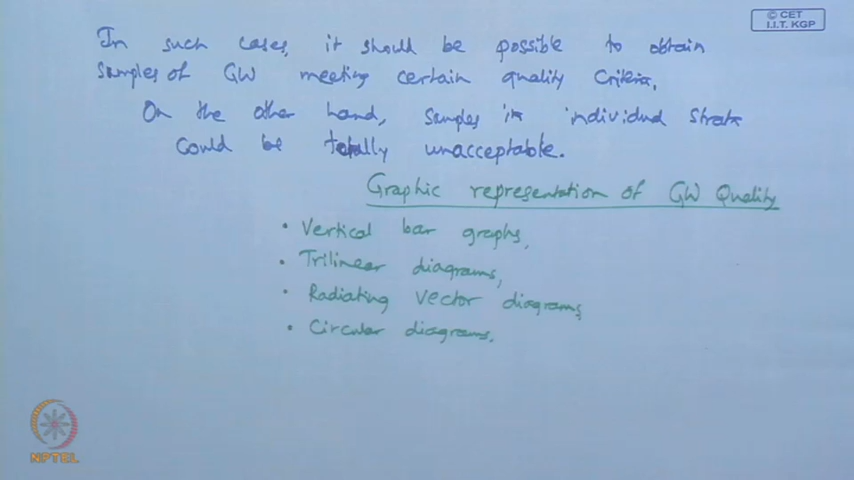 © CET
I.I.T. KGP
In such cases, it should be possible to obtain
samples of GW meeting certain quality criteria.
On the other hand, samples in individual strata
could be totally unacceptable.
Graphic representation of GW Quality
• Vertical bar graphs,
• Trilinear diagrams,
• Radiating vector diagrams,
• Circular diagrams.
NPTEL